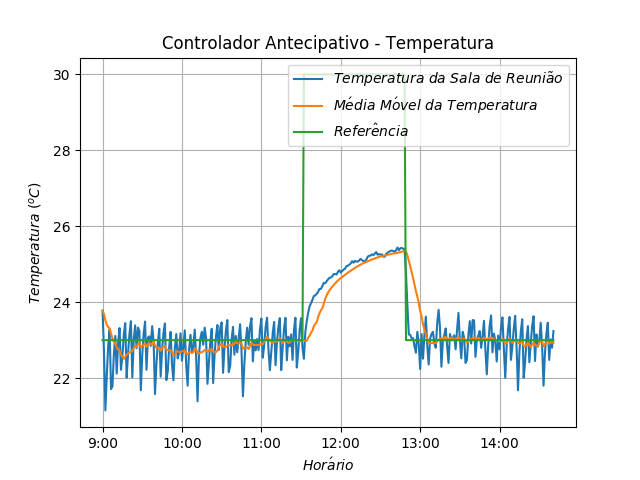 Controlador Antecipativo - Temperatura
Temperatura da Sala de Reunião
Média Móvel da Temperatura
Referência
30
28
26
24
22
Temperatura (ºC)
9:00 10:00 11:00 12:00 13:00 14:00
Horário